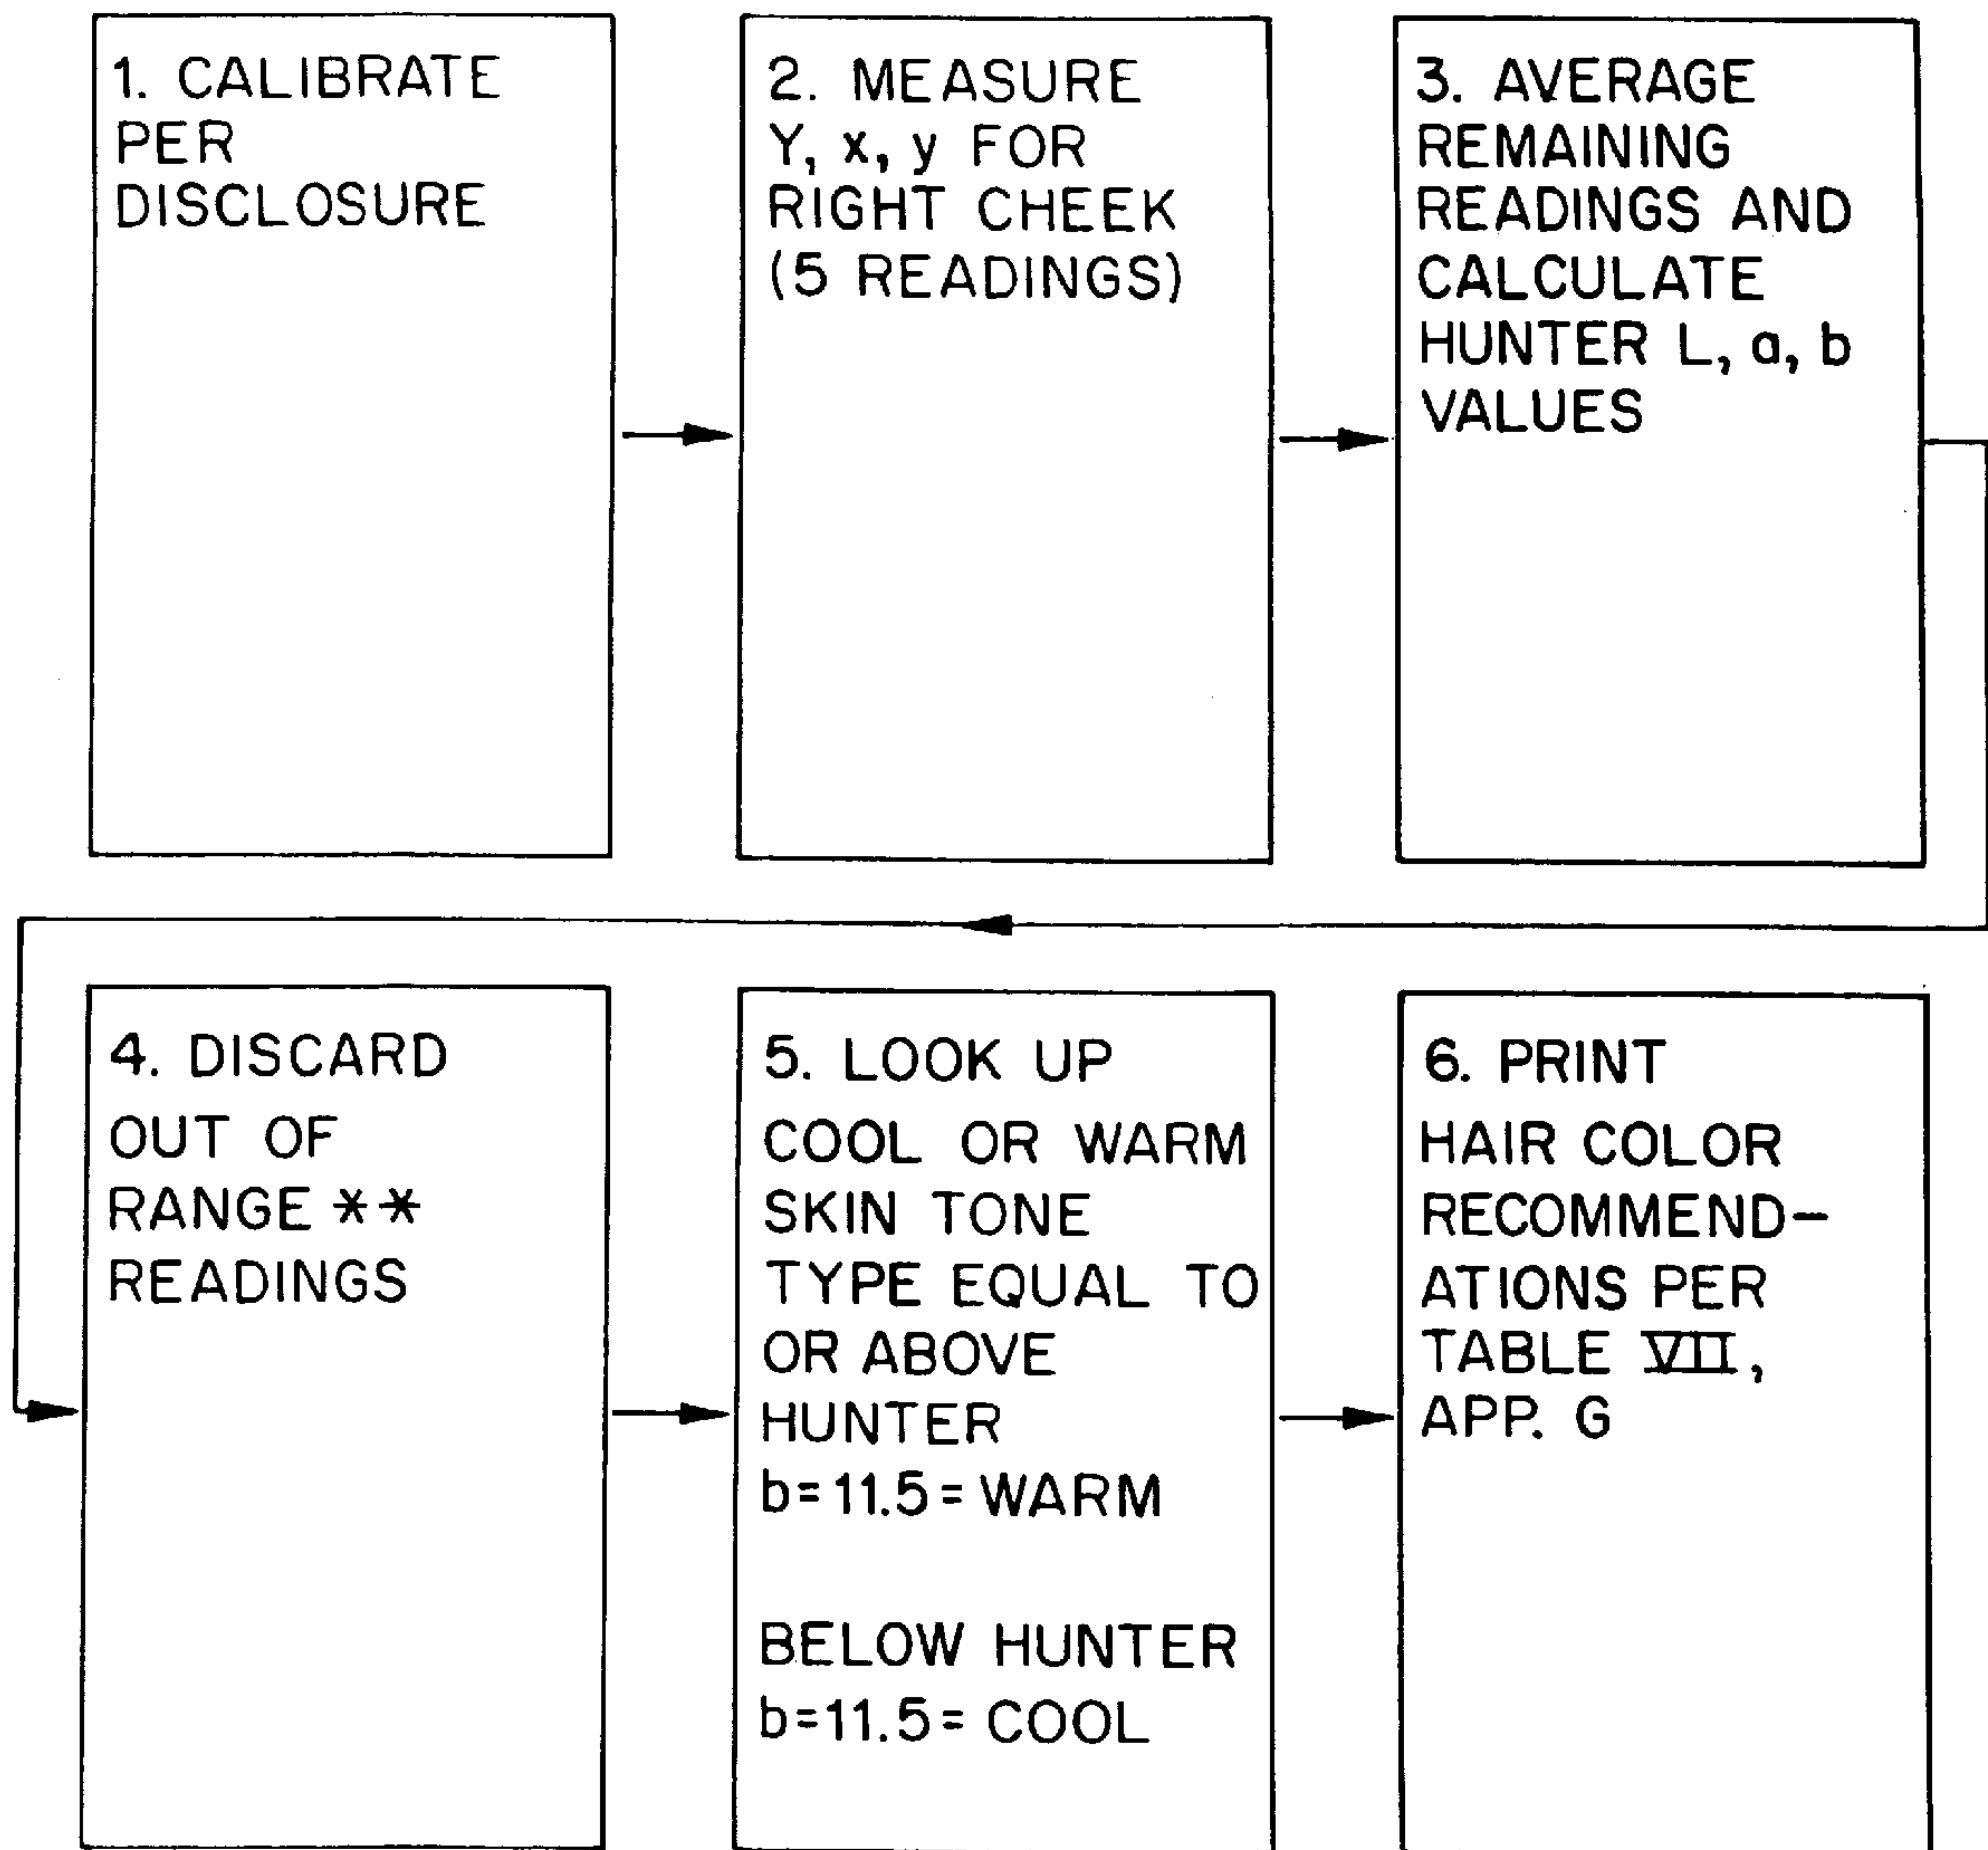 1. CALIBRATE
PER
DISCLOSURE
2. MEASURE
Y, x, y FOR
RIGHT CHEEK
(5 READINGS)
3. AVERAGE
REMAINING
READINGS AND
CALCULATE
HUNTER L, a, b
VALUES
4. DISCARD
OUT OF
RANGE **
READINGS
5. LOOK UP
COOL OR WARM
SKIN TONE
TYPE EQUAL TO
OR ABOVE
HUNTER
b=11.5= WARM
BELOW HUNTER
b=11.5= COOL
6. PRINT
HAIR COLOR
RECOMMEND-
ATIONS PER
TABLE VII,
APP. G